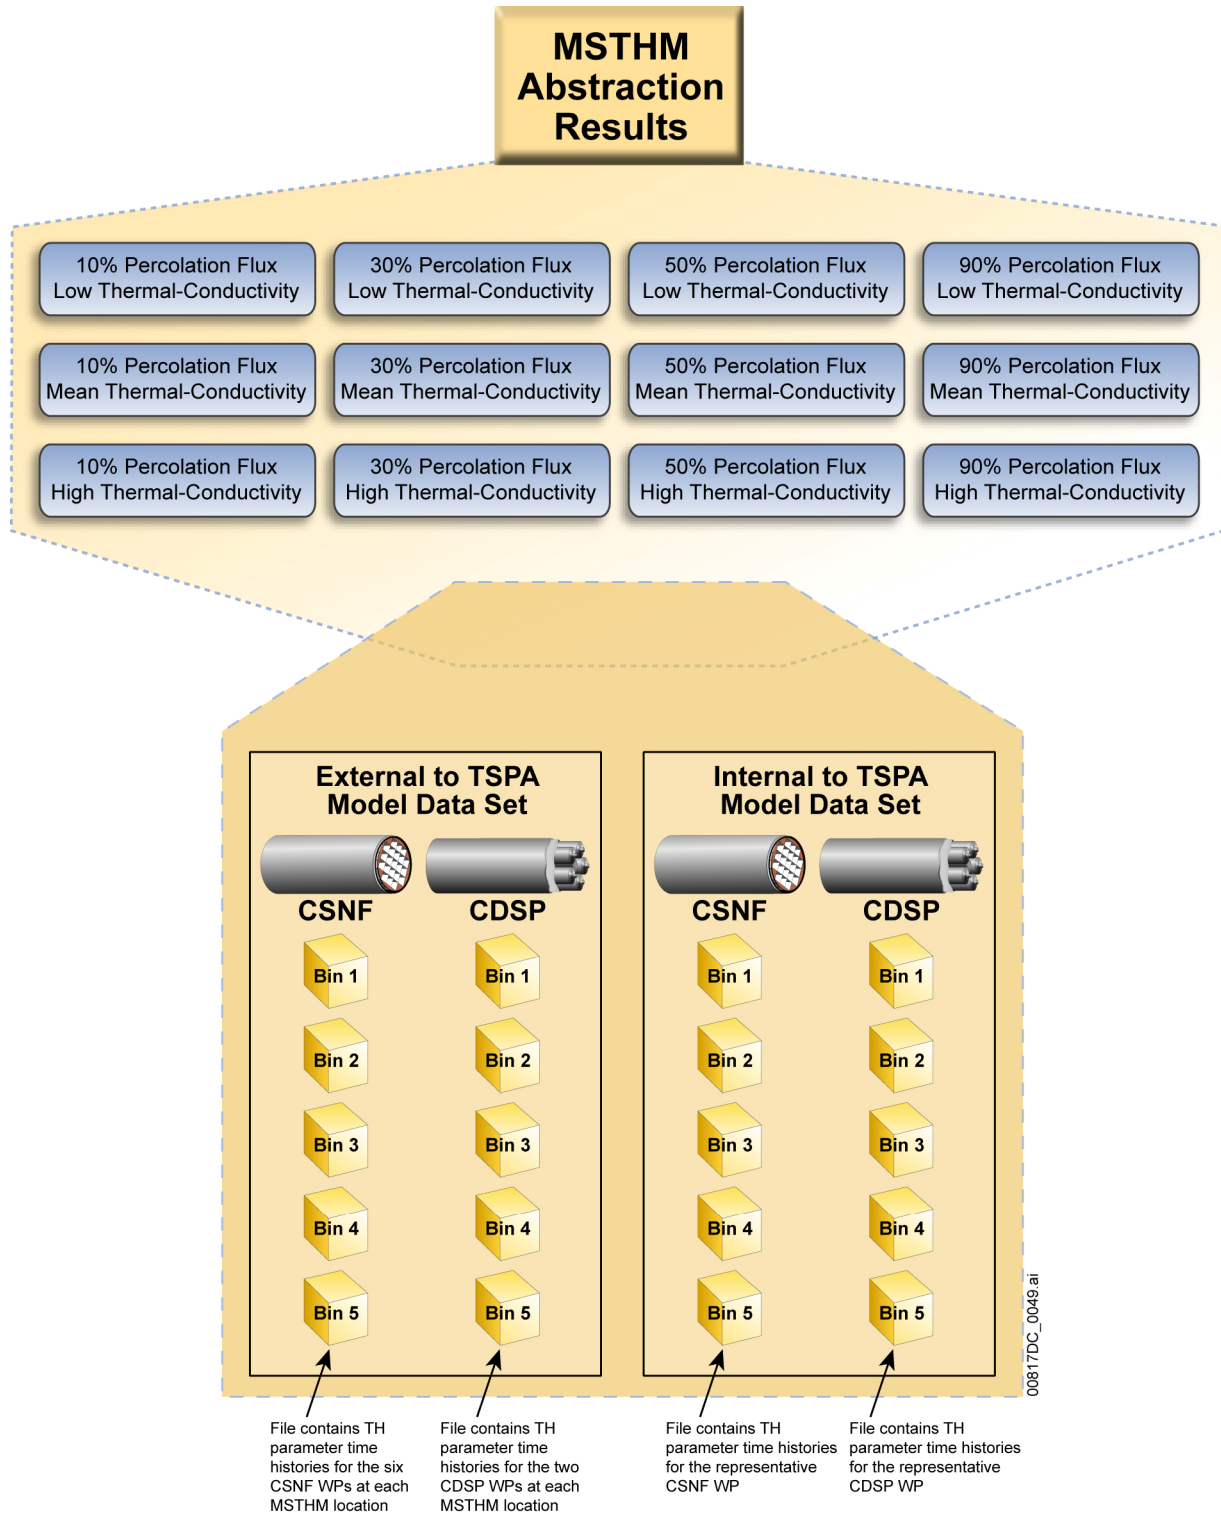 MSTHM
Abstraction
Results
10% Percolation Flux
Low Thermal-Conductivity
30% Percolation Flux
Low Thermal-Conductivity
50% Percolation Flux
Low Thermal-Conductivity
90% Percolation Flux
Low Thermal-Conductivity
10% Percolation Flux
Mean Thermal-Conductivity
30% Percolation Flux
Mean Thermal-Conductivity
50% Percolation Flux
Mean Thermal-Conductivity
90% Percolation Flux
Mean Thermal-Conductivity
10% Percolation Flux
High Thermal-Conductivity
30% Percolation Flux
High Thermal-Conductivity
50% Percolation Flux
High Thermal-Conductivity
90% Percolation Flux
High Thermal-Conductivity
External to TSPA
Model Data Set
CSNF
CDSP
Bin 1
Bin 1
Bin 2
Bin 2
Bin 3
Bin 3
Bin 4
Bin 4
Bin 5
Bin 5
Internal to TSPA
Model Data Set
CSNF
CDSP
Bin 1
Bin 1
Bin 2
Bin 2
Bin 3
Bin 3
Bin 4
Bin 4
Bin 5
Bin 5
00817DC_0049.ai
File contains TH
parameter time
histories for the six
CSNF WPs at each
MSTHM location
File contains TH
parameter time
histories for the two
CDSP WPs at each
MSTHM location
File contains TH
parameter time histories
for the representative
CSNF WP
File contains TH
parameter time histories
for the representative
CDSP WP